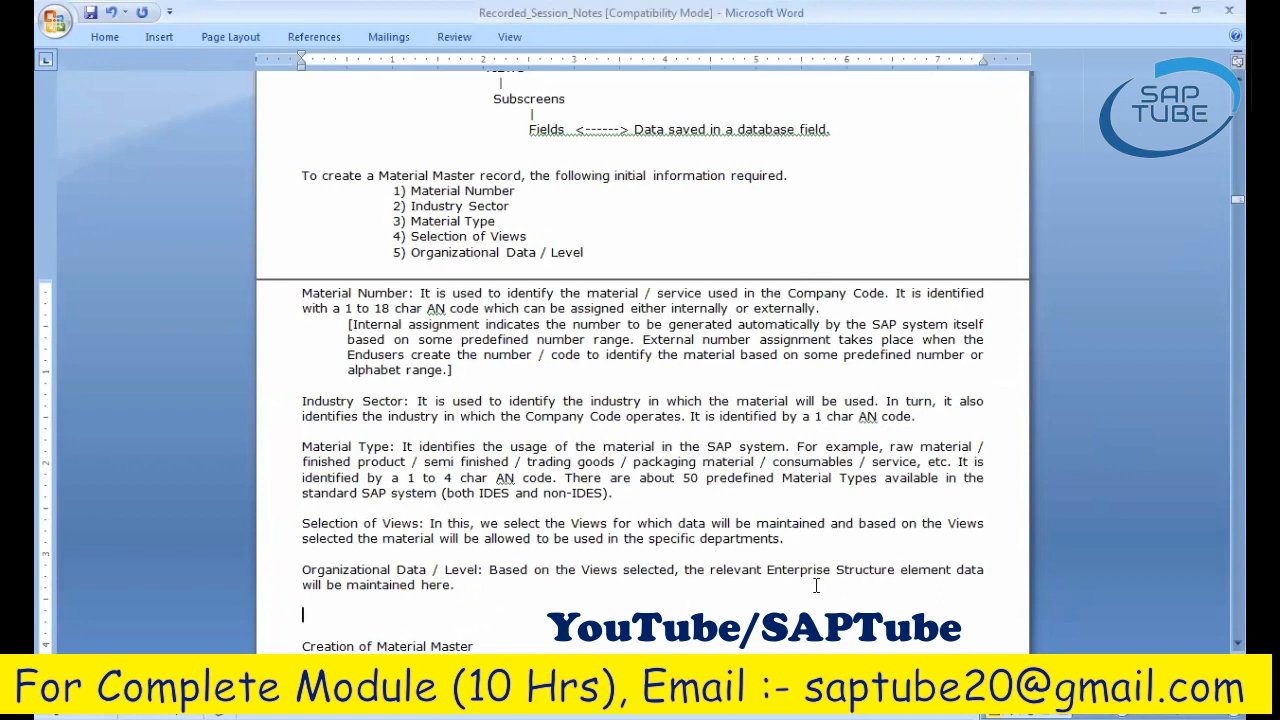 Recorded_Session_Notes [Compatibility Mode] - Microsoft Word
Home Insert Page Layout References Mailings Review View
1 2 3 4 5 6 7
SAP
TUBE
|
Subscreens
|
Fields <------> Data saved in a database field.
To create a Material Master record, the following initial information required.
1) Material Number
2) Industry Sector
3) Material Type
4) Selection of Views
5) Organizational Data / Level
Material Number: It is used to identify the material / service used in the Company Code. It is identified
with a 1 to 18 char AN code which can be assigned either internally or externally.
[Internal assignment indicates the number to be generated automatically by the SAP system itself
based on some predefined number range. External number assignment takes place when the
Endusers create the number / code to identify the material based on some predefined number or
alphabet range.]
Industry Sector: It is used to identify the industry in which the material will be used. In turn, it also
identifies the industry in which the Company Code operates. It is identified by a 1 char AN code.
Material Type: It identifies the usage of the material in the SAP system. For example, raw material /
finished product / semi finished / trading goods / packaging material / consumables / service, etc. It is
identified by a 1 to 4 char AN code. There are about 50 predefined Material Types available in the
standard SAP system (both IDES and non-IDES).
Selection of Views: In this, we select the Views for which data will be maintained and based on the Views
selected the material will be allowed to be used in the specific departments.
Organizational Data / Level: Based on the Views selected, the relevant Enterprise Structure element data
will be maintained here.
YouTube/SAPTube
Creation of Material Master
For Complete Module (10 Hrs), Email :- saptube20@gmail.com